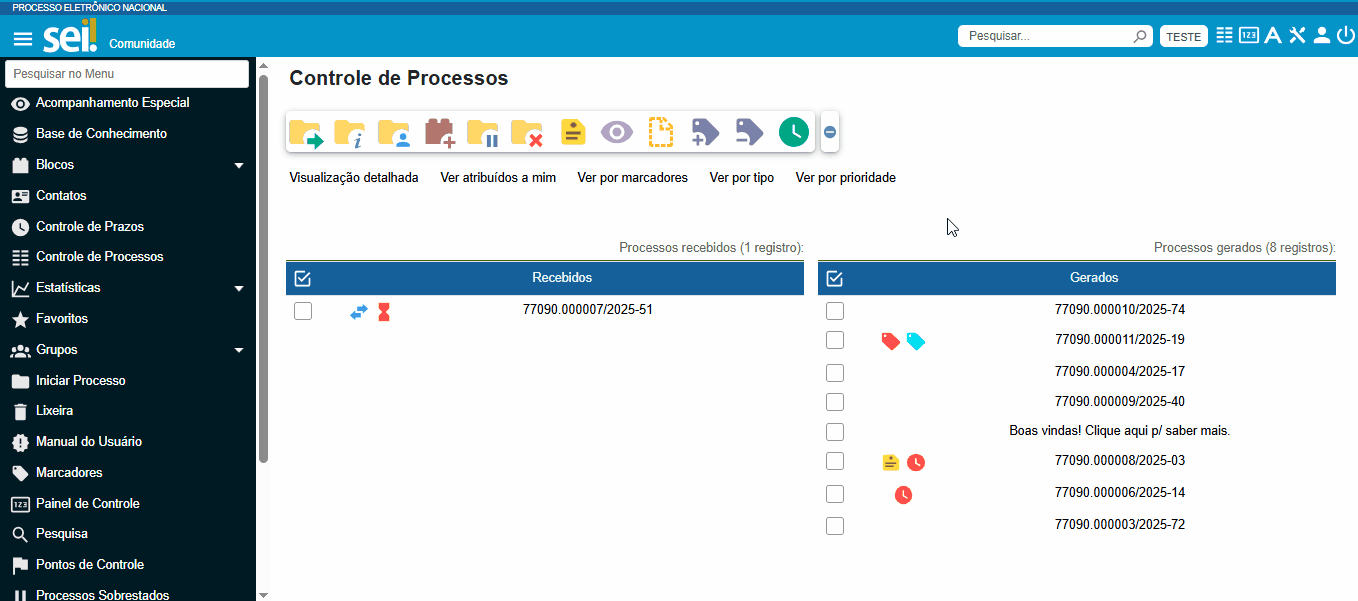 PROCESSO ELETRÔNICO NACIONAL
sei!
Comunidade
Pesquisar...
TESTE
123
Pesquisar no Menu
Acompanhamento Especial
Base de Conhecimento
Blocos
Contatos
Controle de Prazos
Controle de Processos
Estatísticas
Favoritos
Grupos
Iniciar Processo
Lixeira
Manual do Usuário
Marcadores
123
Painel de Controle
Pesquisa
Pontos de Controle
Processos Sobrestados
Controle de Processos
Visualização detalhada
Ver atribuídos a mim
Ver por marcadores
Ver por tipo
Ver por prioridade
Processos recebidos (1 registro):
Recebidos
77090.000007/2025-51
Processos gerados (8 registros):
Gerados
77090.000010/2025-74
77090.000011/2025-19
77090.000004/2025-17
77090.000009/2025-40
Boas vindas! Clique aqui p/ saber mais.
77090.000008/2025-03
77090.000006/2025-14
77090.000003/2025-72